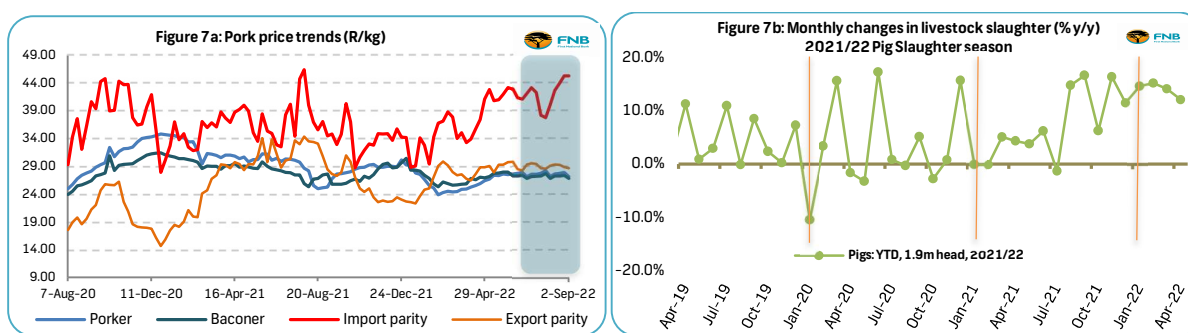 Figure 7a: Pork price trends (R/kg)
FNB
49.00
44.00
39.00
34.00
29.00
24.00
19.00
14.00
9.00
7-Aug-20
11-Dec-20
16-Apr-21
20-Aug-21
24-Dec-21
29-Apr-22
2-Sep-22
Porker
Baconer
Import parity
Export parity
Figure 7b: Monthly changes in livestock slaughter (% y/y)
2021/22 Pig Slaughter season
FNB
20.0%
10.0%
0.0%
-10.0%
-20.0%
Pigs: YTD, 1.9m head, 2021/22
Apr-19
Jul-19
Oct-19
Jan-20
Apr-20
Jul-20
Oct-20
Jan-21
Apr-21
Jul-21
Oct-21
Jan-22
Apr-22